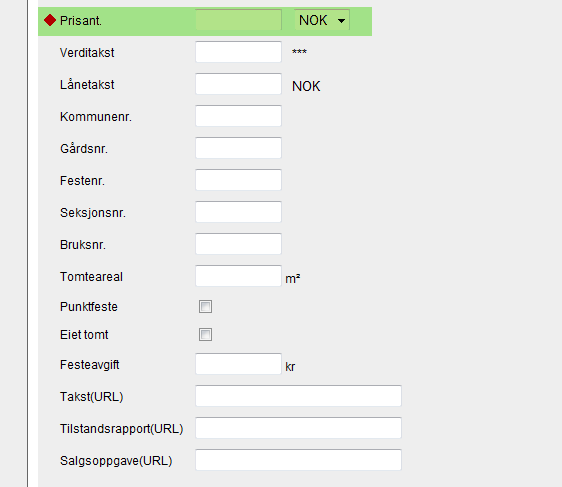 Prisant. NOK
Verditakst ***
Lånetakst NOK
Kommunenr.
Gårdsnr.
Festenr.
Seksjonsnr.
Bruksnr.
Tomteareal m²
Punktfeste
Eiet tomt
Festeavgift kr
Takst(URL)
Tilstandsrapport(URL)
Salgsoppgave(URL)